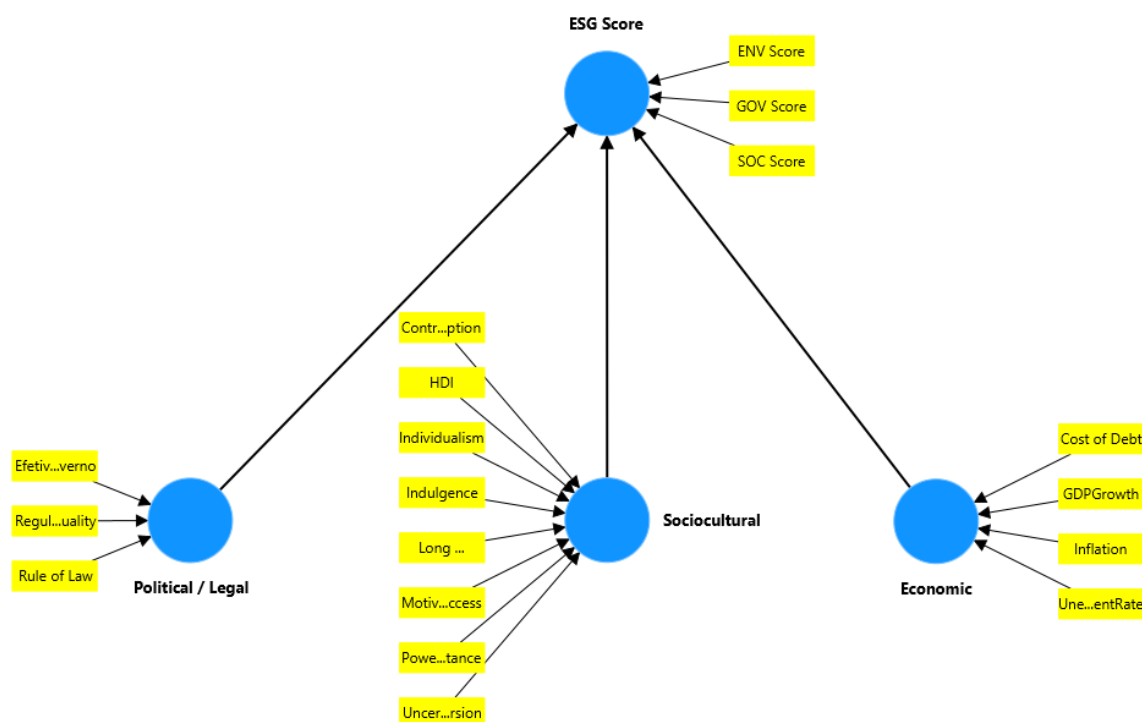 ESG Score
ENV Score
GOV Score
SOC Score
Contr...ption
HDI
Individualism
Indulgence
Long ...
Motiv...ccess
Powe...tance
Uncer...rsion
Sociocultural
Efetiv...verno
Regul...uality
Rule of Law
Political / Legal
Cost of Debt
GDPGrowth
Inflation
Une...entRate
Economic